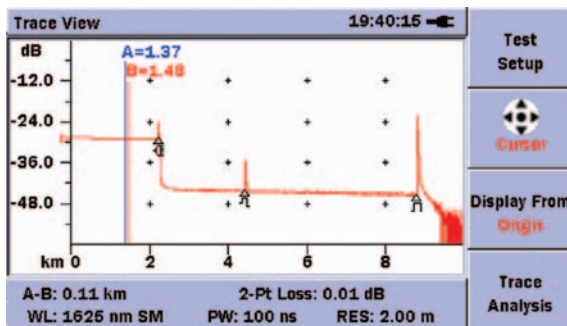 Trace View 19:40:15
Test
Setup
dB
A=1.37
B=1.48
-12.0
-24.0
-36.0
-48.0
Cursor
Display From
Origin
km 0 2 4 6 8
A-B: 0.11 km 2-Pt Loss: 0.01 dB
WL: 1625 nm SM PW: 100 ns RES: 2.00 m
Trace
Analysis